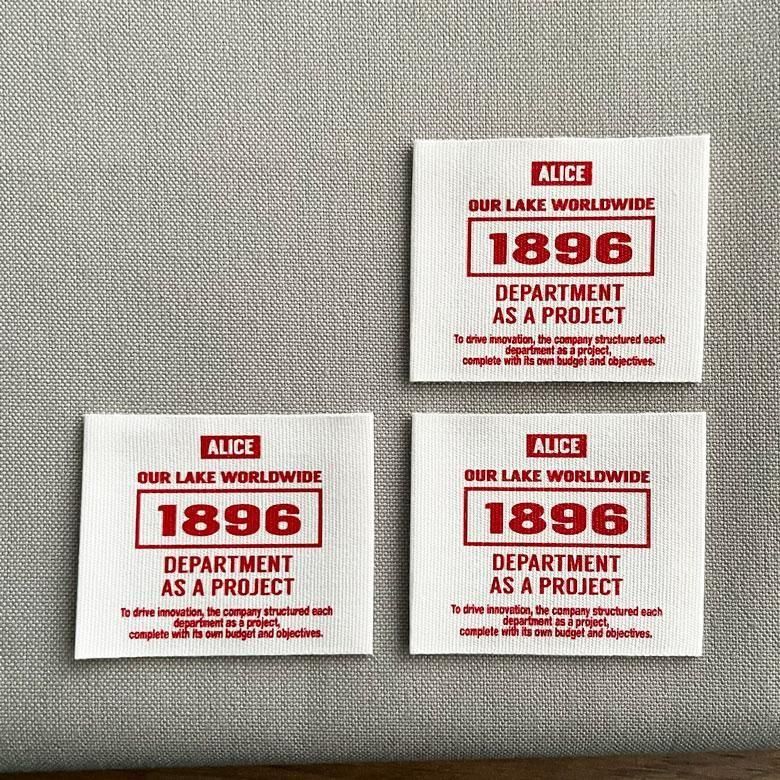 ALICE
OUR LAKE WORLDWIDE
1896
DEPARTMENT
AS A PROJECT
To drive innovation, the company structured each
department as a project,
complete with its own budget and objectives.
ALICE
OUR LAKE WORLDWIDE
1896
DEPARTMENT
AS A PROJECT
To drive innovation, the company structured each
department as a project,
complete with its own budget and objectives.
ALICE
OUR LAKE WORLDWIDE
1896
DEPARTMENT
AS A PROJECT
To drive innovation, the company structured each
department as a project,
complete with its own budget and objectives.